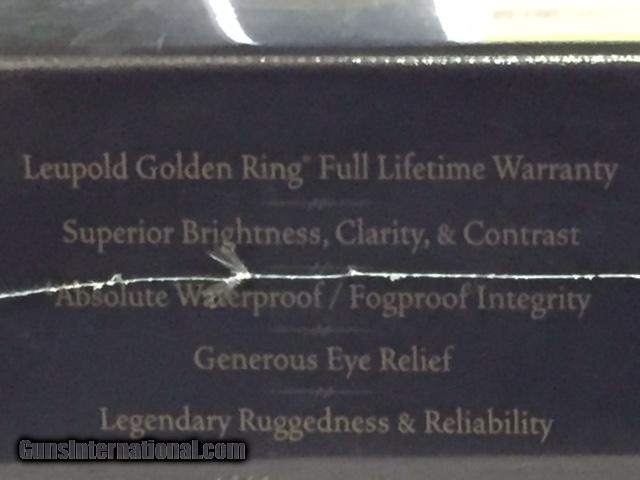 Leupold Golden Ring® Full Lifetime Warranty
Superior Brightness, Clarity, & Contrast
Absolute Waterproof / Fogproof Integrity
Generous Eye Relief
Legendary Ruggedness & Reliability
GunsInternational.com